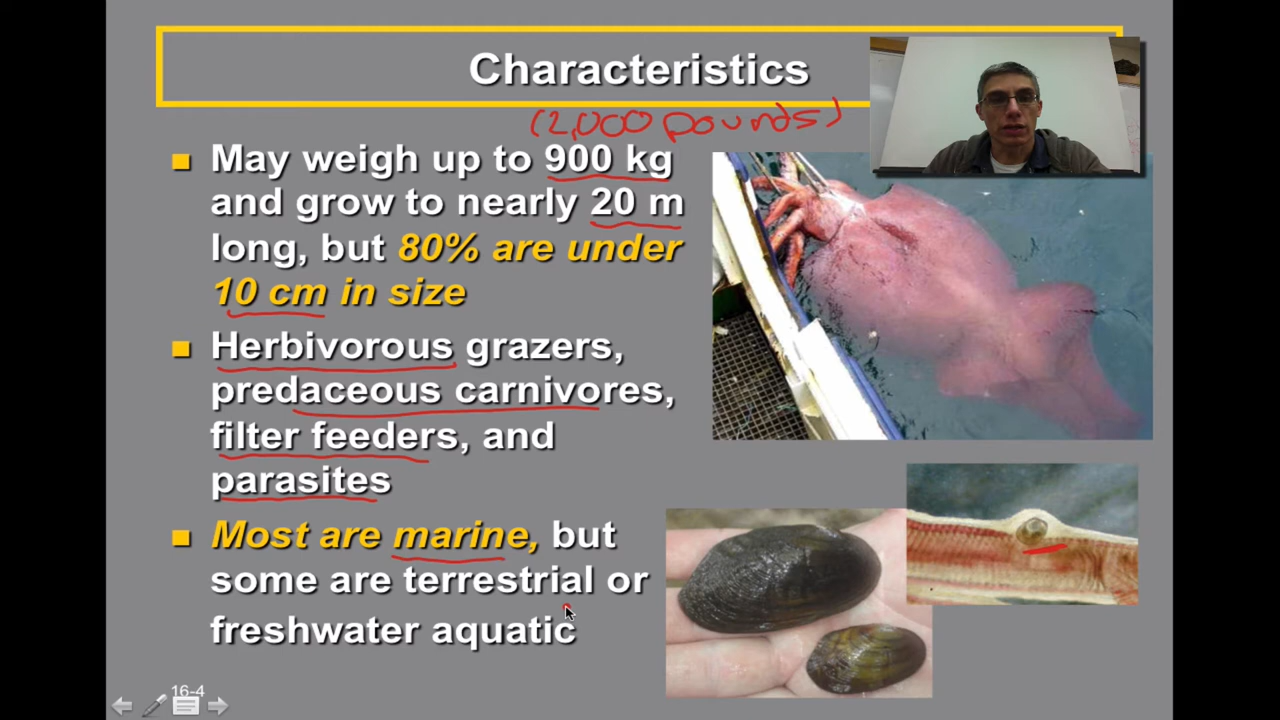 Characteristics
(2,000 pounds)
May weigh up to 900 kg
and grow to nearly 20 m
long, but 80% are under
10 cm in size
Herbivorous grazers,
predaceous carnivores,
filter feeders, and
parasites
Most are marine, but
some are terrestrial or
freshwater aquatic
16-4